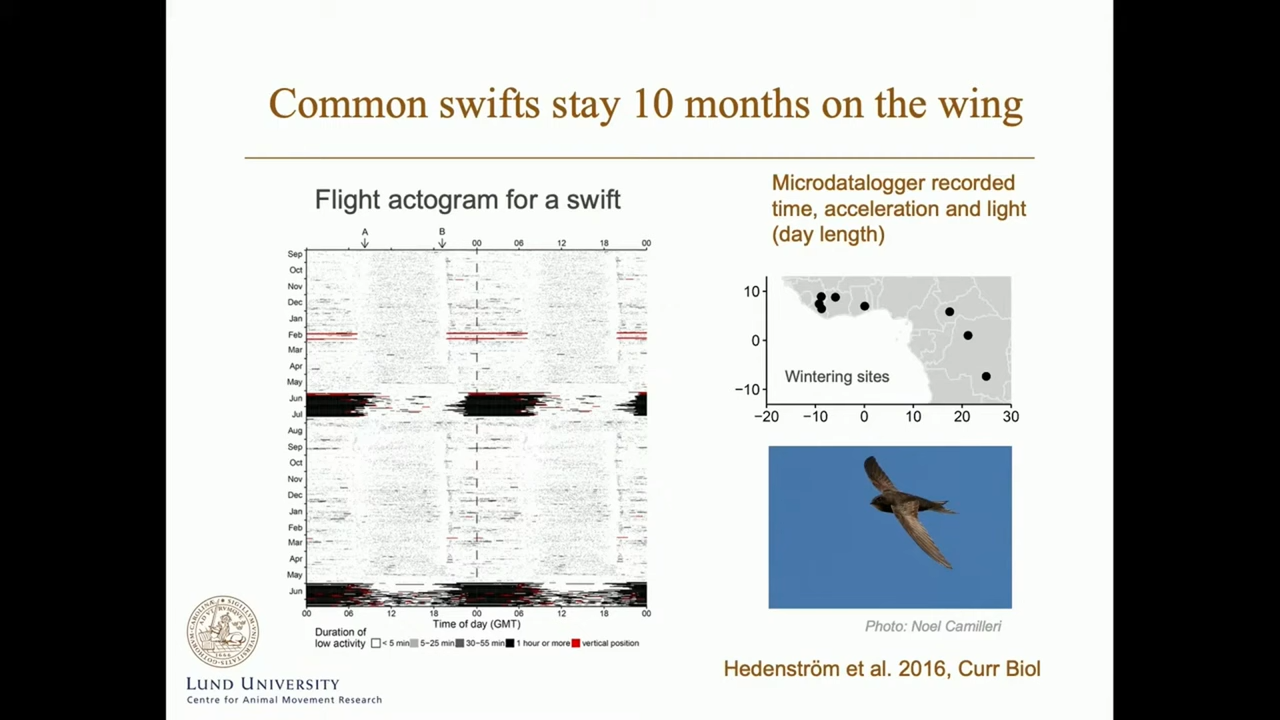 Common swifts stay 10 months on the wing
Flight actogram for a swift
A B
00 06 12 18 00
Sep
Oct
Nov
Dec
Jan
Feb
Mar
Apr
May
Jun
Jul
Aug
Sep
Oct
Nov
Dec
Jan
Feb
Mar
Apr
May
Jun
00 06 12 18 00 06 12 18 00
Time of day (GMT)
Duration of
low activity
< 5 min 5–25 min 30–55 min 1 hour or more vertical position
LUND UNIVERSITY
Centre for Animal Movement Research
Microdatalogger recorded
time, acceleration and light
(day length)
10
0
−10
Wintering sites
−20 −10 0 10 20 30
Photo: Noel Camilleri
Hedenström et al. 2016, Curr Biol